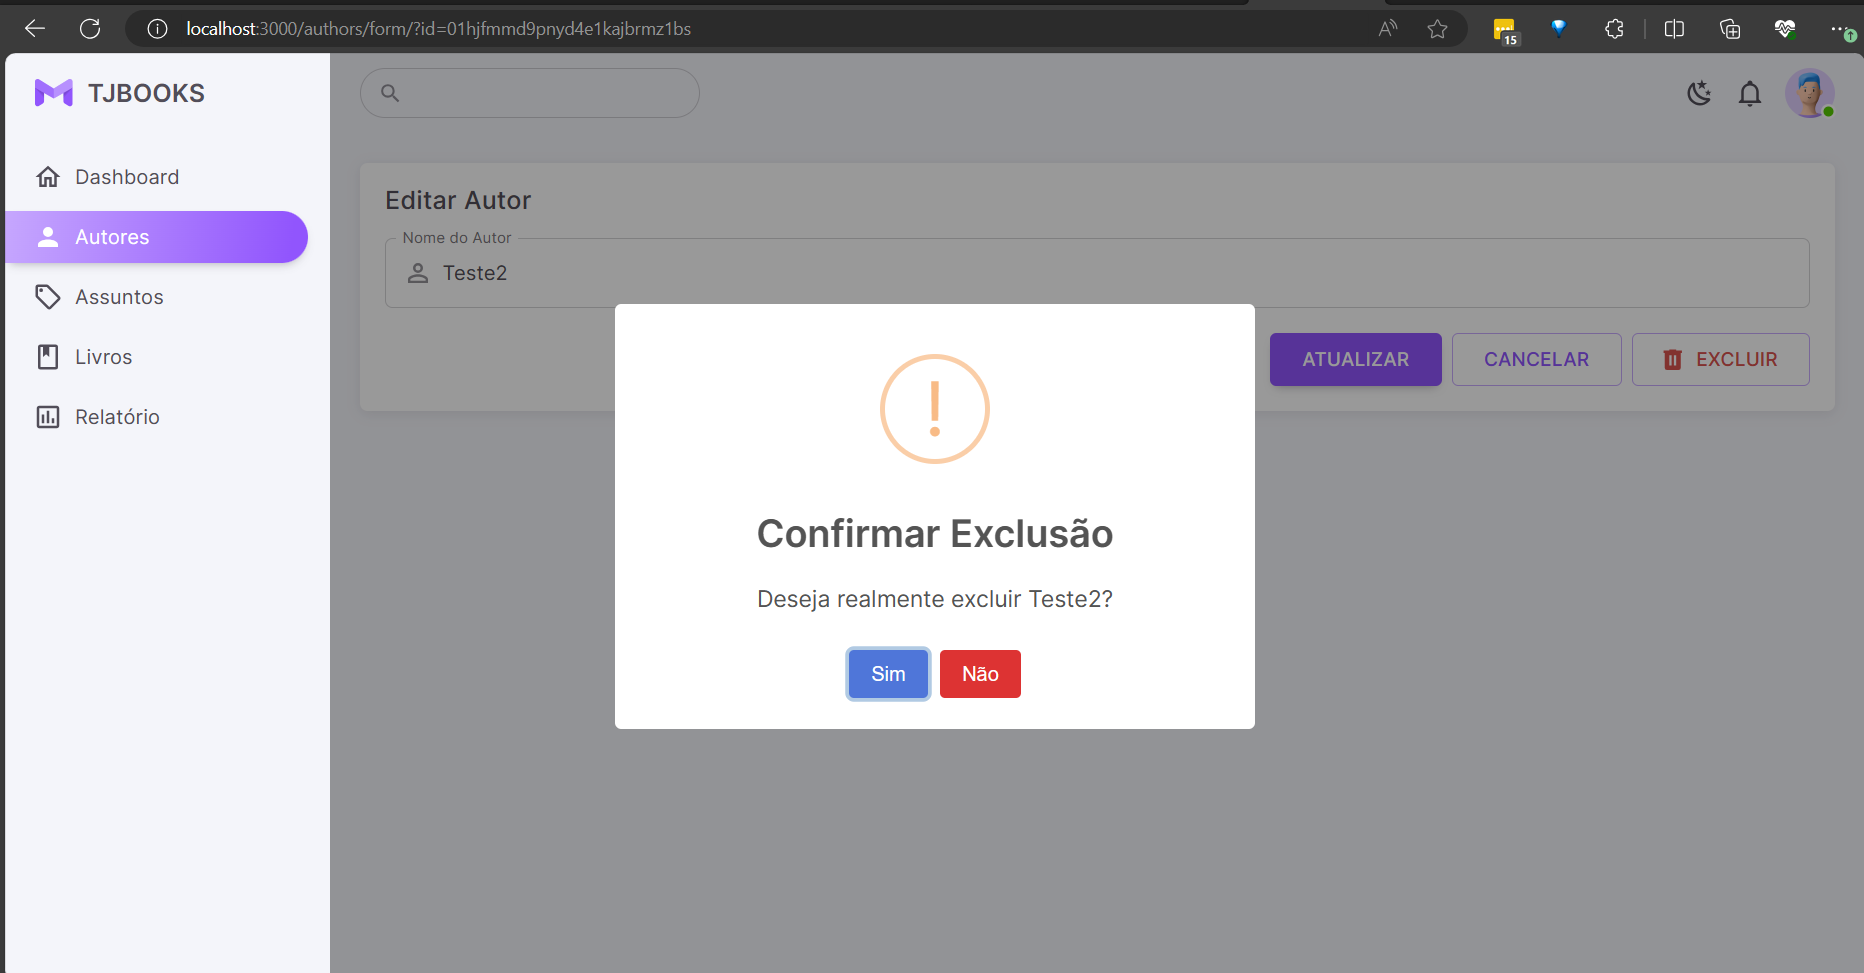 localhost:3000/authors/form/?id=01hjfmmd9pnyd4e1kajbrmz1bs
15
TJBOOKS
Dashboard
Autores
Assuntos
Livros
Relatório
Editar Autor
Nome do Autor
Teste2
ATUALIZAR
CANCELAR
EXCLUIR
Confirmar Exclusão
Deseja realmente excluir Teste2?
Sim
Não